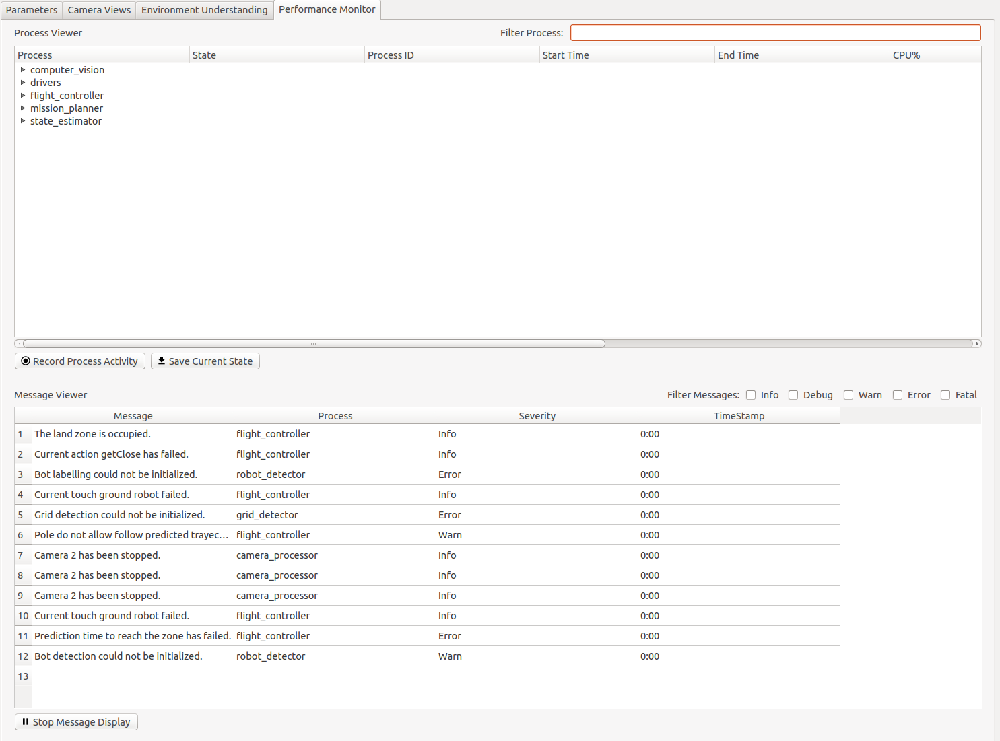 Parameters Camera Views Environment Understanding Performance Monitor
Process Viewer Filter Process:
Process State Process ID Start Time End Time CPU%
computer_vision
drivers
flight_controller
mission_planner
state_estimator
Record Process Activity Save Current State
Message Viewer Filter Messages: Info Debug Warn Error Fatal
Message Process Severity TimeStamp
1 The land zone is occupied. flight_controller Info 0:00
2 Current action getClose has failed. flight_controller Info 0:00
3 Bot labelling could not be initialized. robot_detector Error 0:00
4 Current touch ground robot failed. flight_controller Info 0:00
5 Grid detection could not be initialized. grid_detector Error 0:00
6 Pole do not allow follow predicted trayec... flight_controller Warn 0:00
7 Camera 2 has been stopped. camera_processor Info 0:00
8 Camera 2 has been stopped. camera_processor Info 0:00
9 Camera 2 has been stopped. camera_processor Info 0:00
10 Current touch ground robot failed. flight_controller Info 0:00
11 Prediction time to reach the zone has failed. flight_controller Error 0:00
12 Bot detection could not be initialized. robot_detector Warn 0:00
13
Stop Message Display